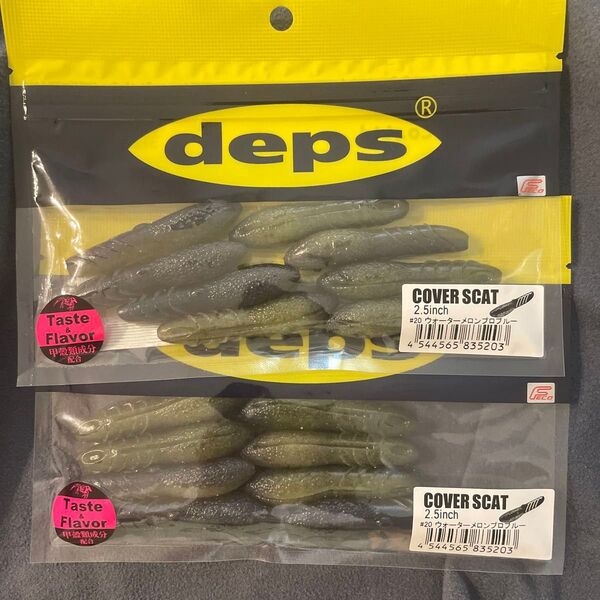 deps®
FECO
COVER SCAT
2.5inch
#20 ウォーターメロンプロブルー
4 544565 835203
Taste
&
Flavor
甲殻類成分
配合
deps
FECO
COVER SCAT
2.5inch
#20 ウォーターメロンプロブルー
4 544565 835203
Taste
&
Flavor
甲殻類成分
配合